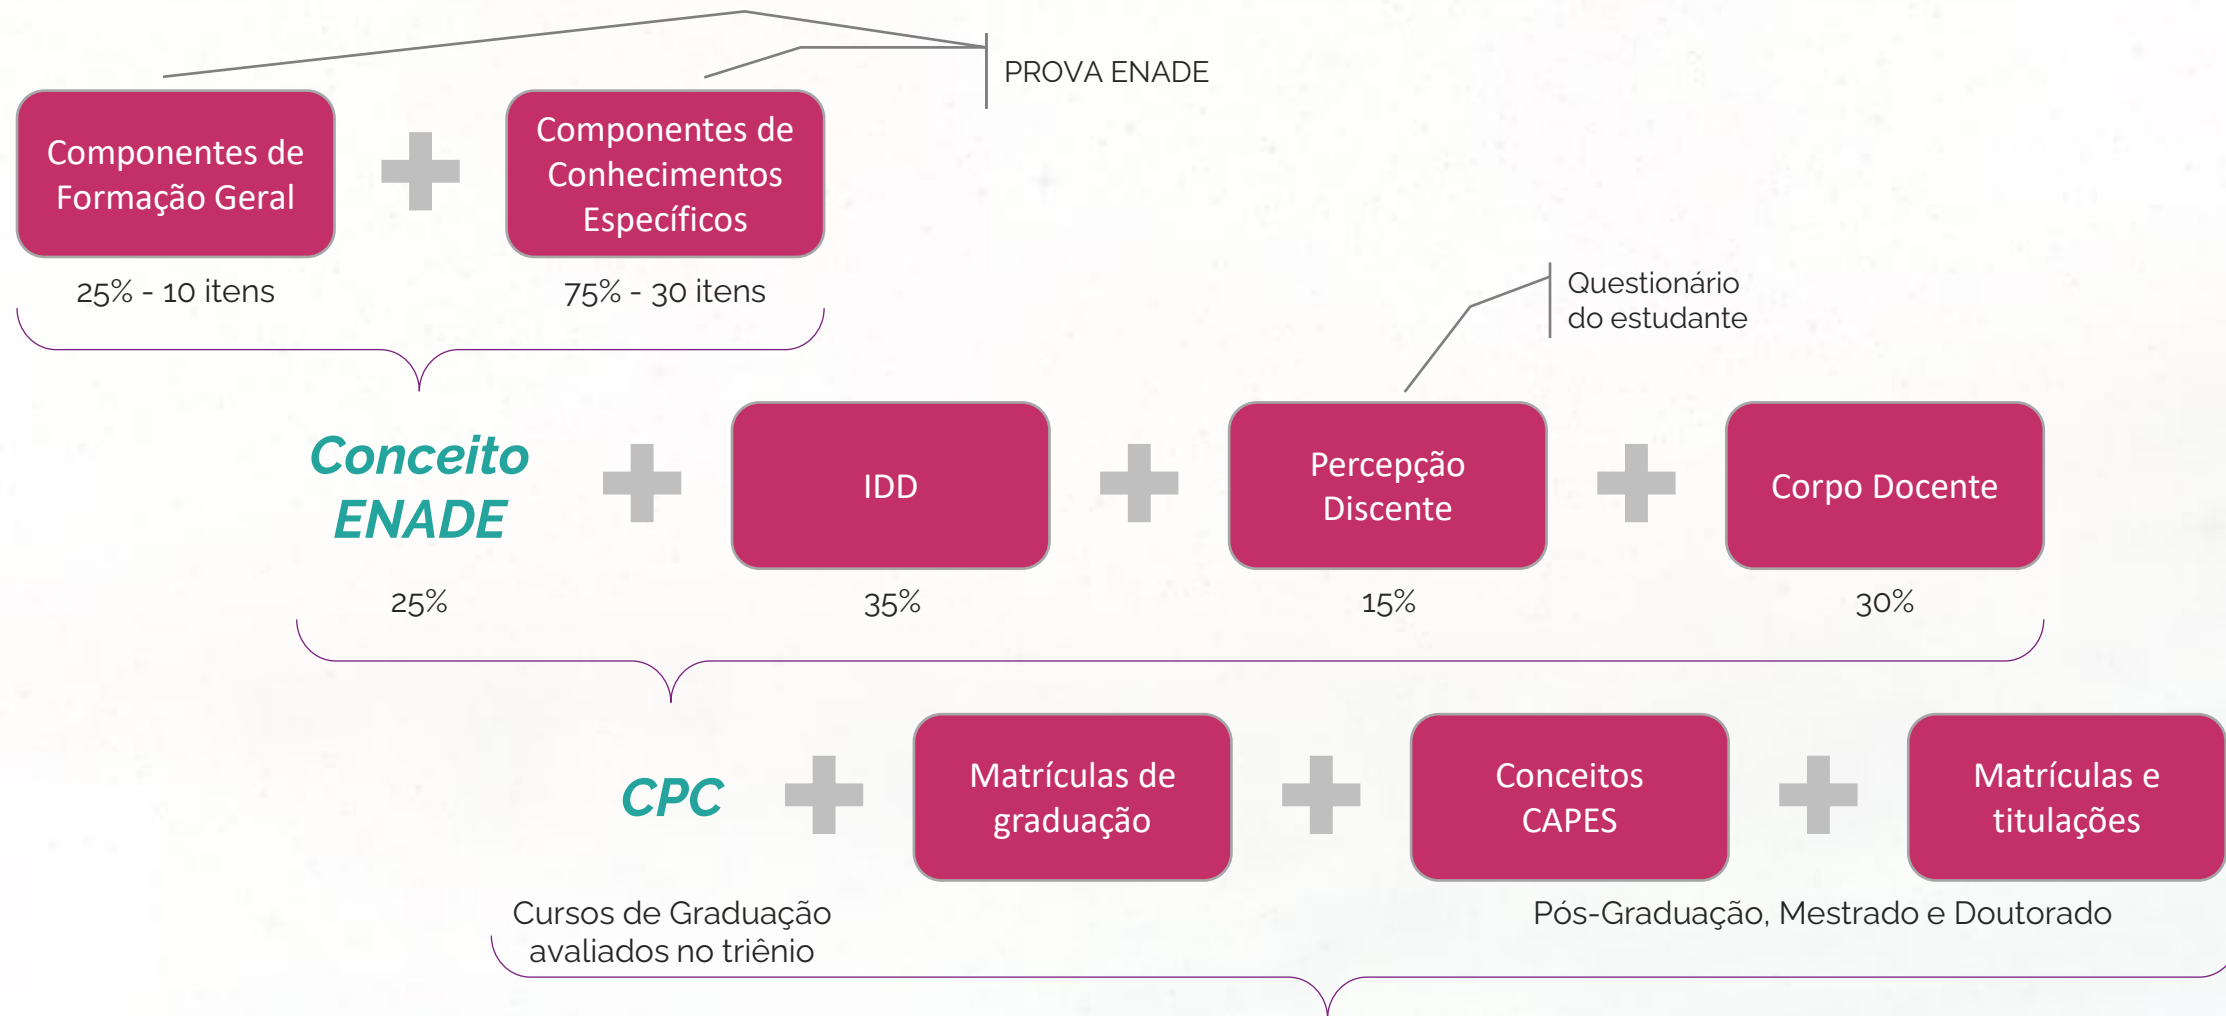 PROVA ENADE
Componentes de
Formação Geral
Componentes de
Conhecimentos
Específicos
25% - 10 itens
75% - 30 itens
Questionário
do estudante
Conceito
ENADE
IDD
Percepção
Discente
Corpo Docente
25%
35%
15%
30%
CPC
Matrículas de
graduação
Conceitos
CAPES
Matrículas e
titulações
Cursos de Graduação
avaliados no triênio
Pós-Graduação, Mestrado e Doutorado